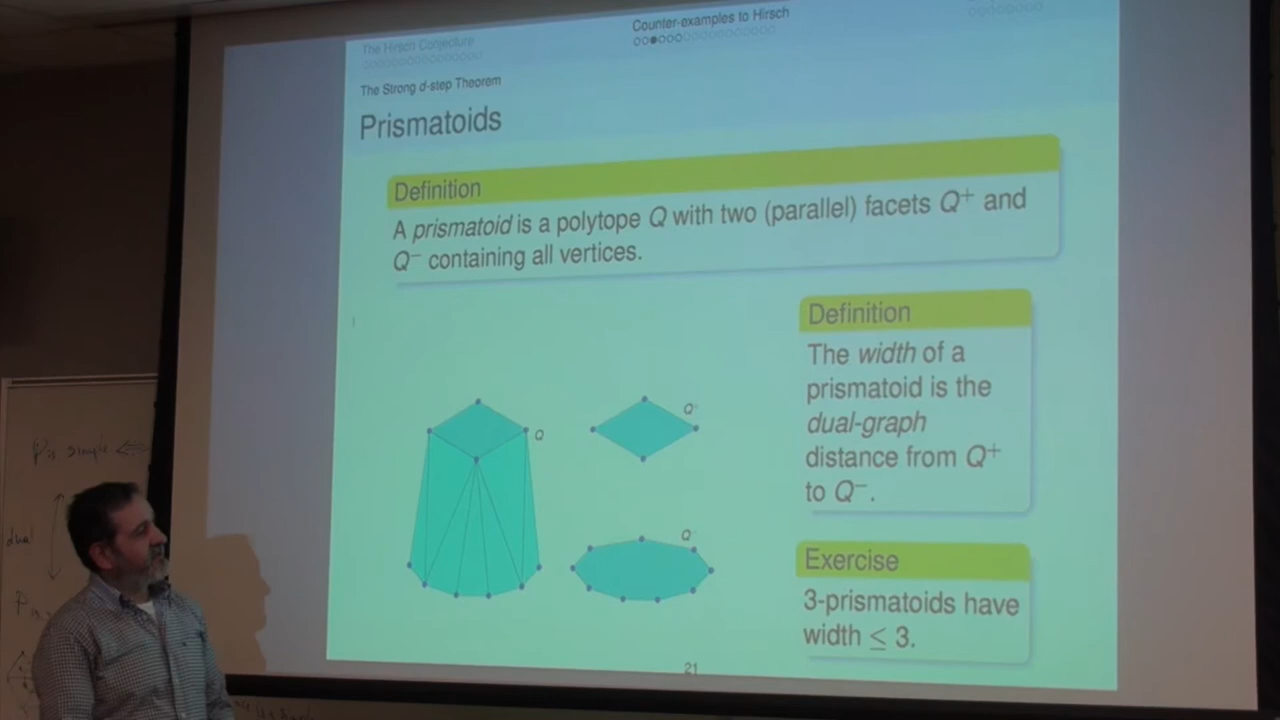 The Hirsch Conjecture
Counter-examples to Hirsch
The Strong d-step Theorem
Prismatoids
Definition
A prismatoid is a polytope Q with two (parallel) facets Q⁺ and
Q⁻ containing all vertices.
Definition
The width of a
prismatoid is the
dual-graph
distance from Q⁺
to Q⁻.
Q
Q
Q
Exercise
3-prismatoids have
width ≤ 3.
21
P is simple ⇔
dual